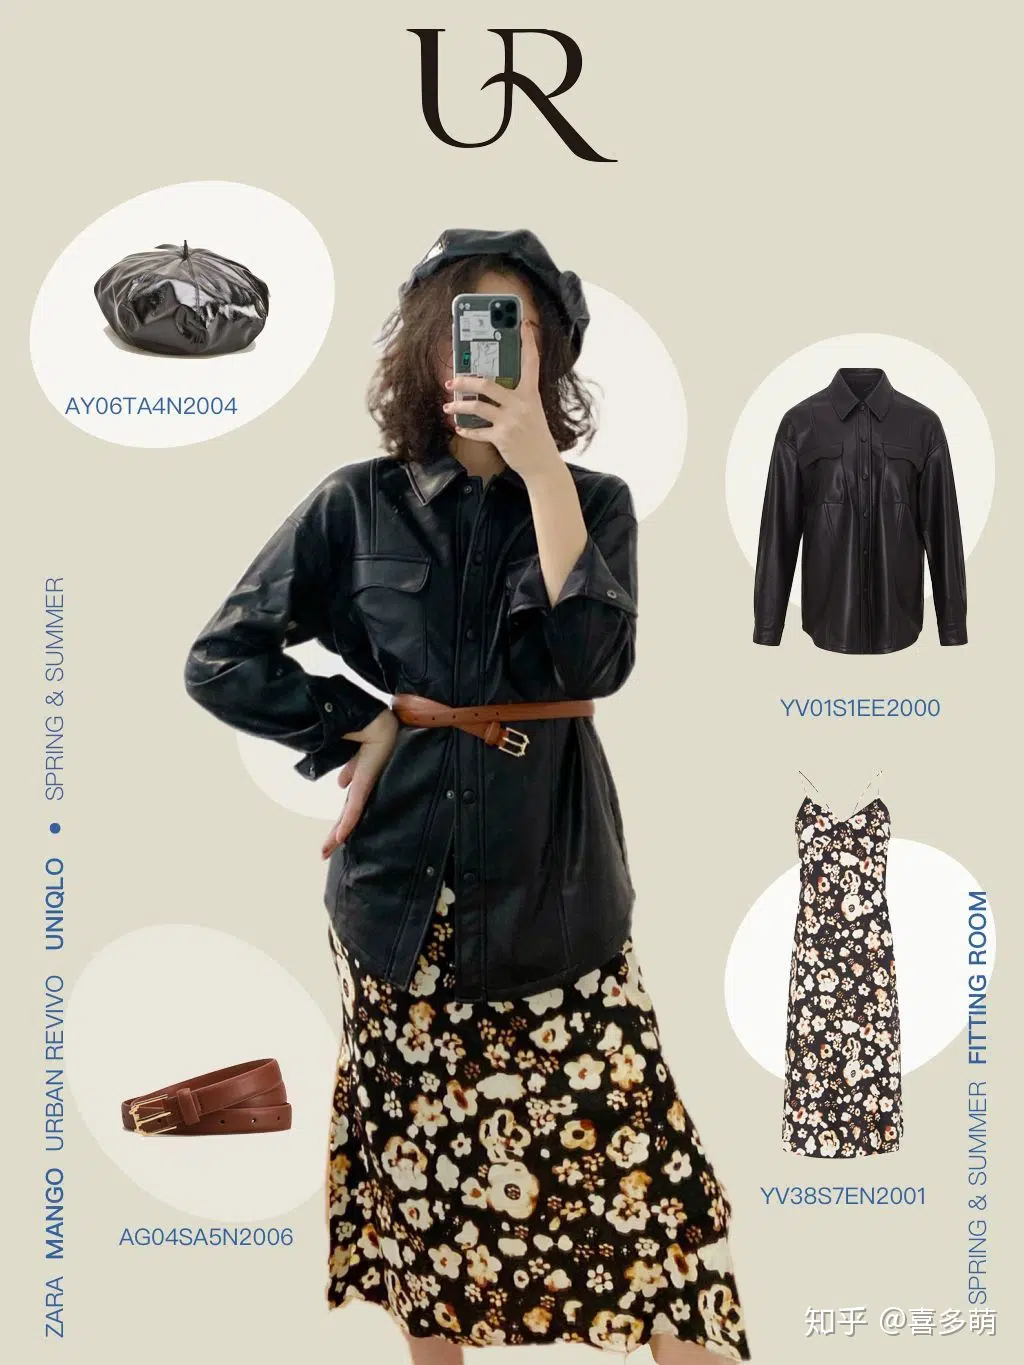 UR
AY06TA4N2004
YV01S1EE2000
YV38S7EN2001
AG04SA5N2006
ZARA MANGO URBAN REVIVO UNIQLO • SPRING & SUMMER
SPRING & SUMMER FITTING ROOM
知乎 @喜多萌